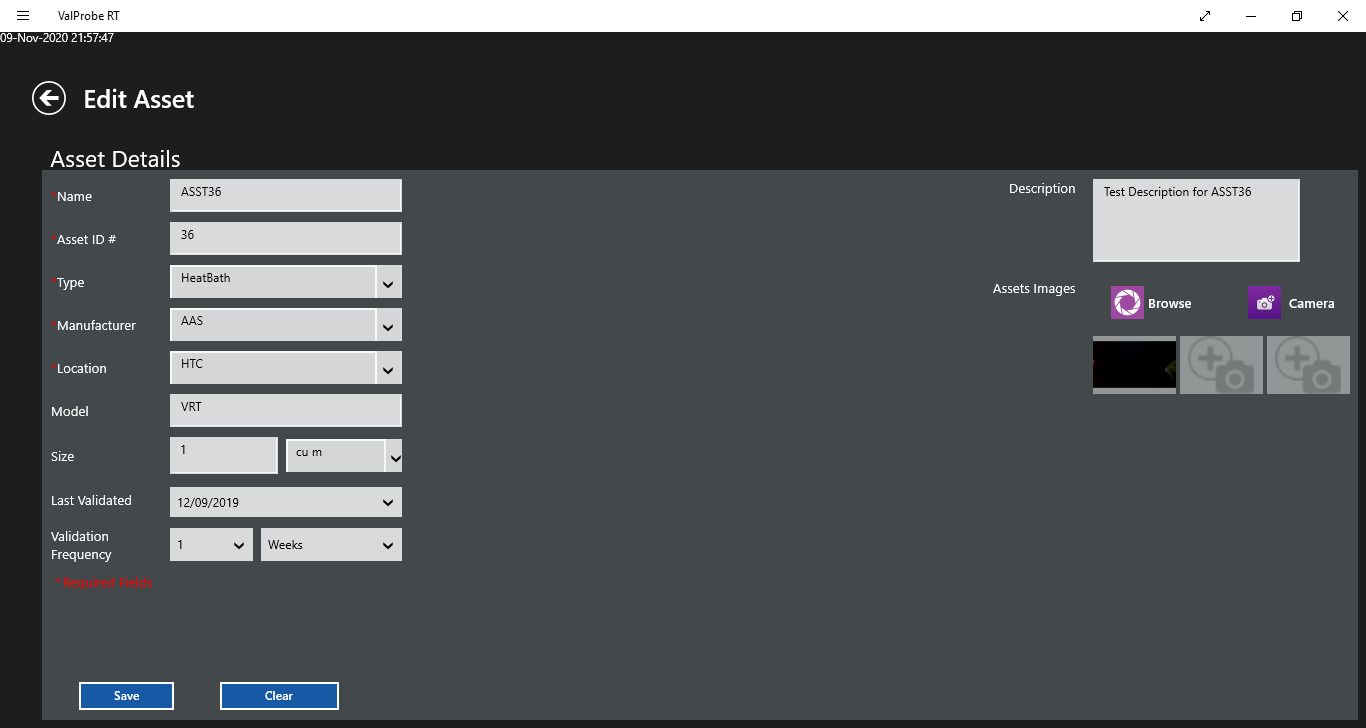 ValProbe RT
09-Nov-2020 21:57:47
Edit Asset
Asset Details
*Name
ASST36
*Asset ID #
36
*Type
HeatBath
*Manufacturer
AAS
*Location
HTC
Model
VRT
Size
1
cu m
Last Validated
12/09/2019
Validation
Frequency
1
Weeks
*Required Fields
Description
Test Description for ASST36
Assets Images
Browse
Camera
Save
Clear